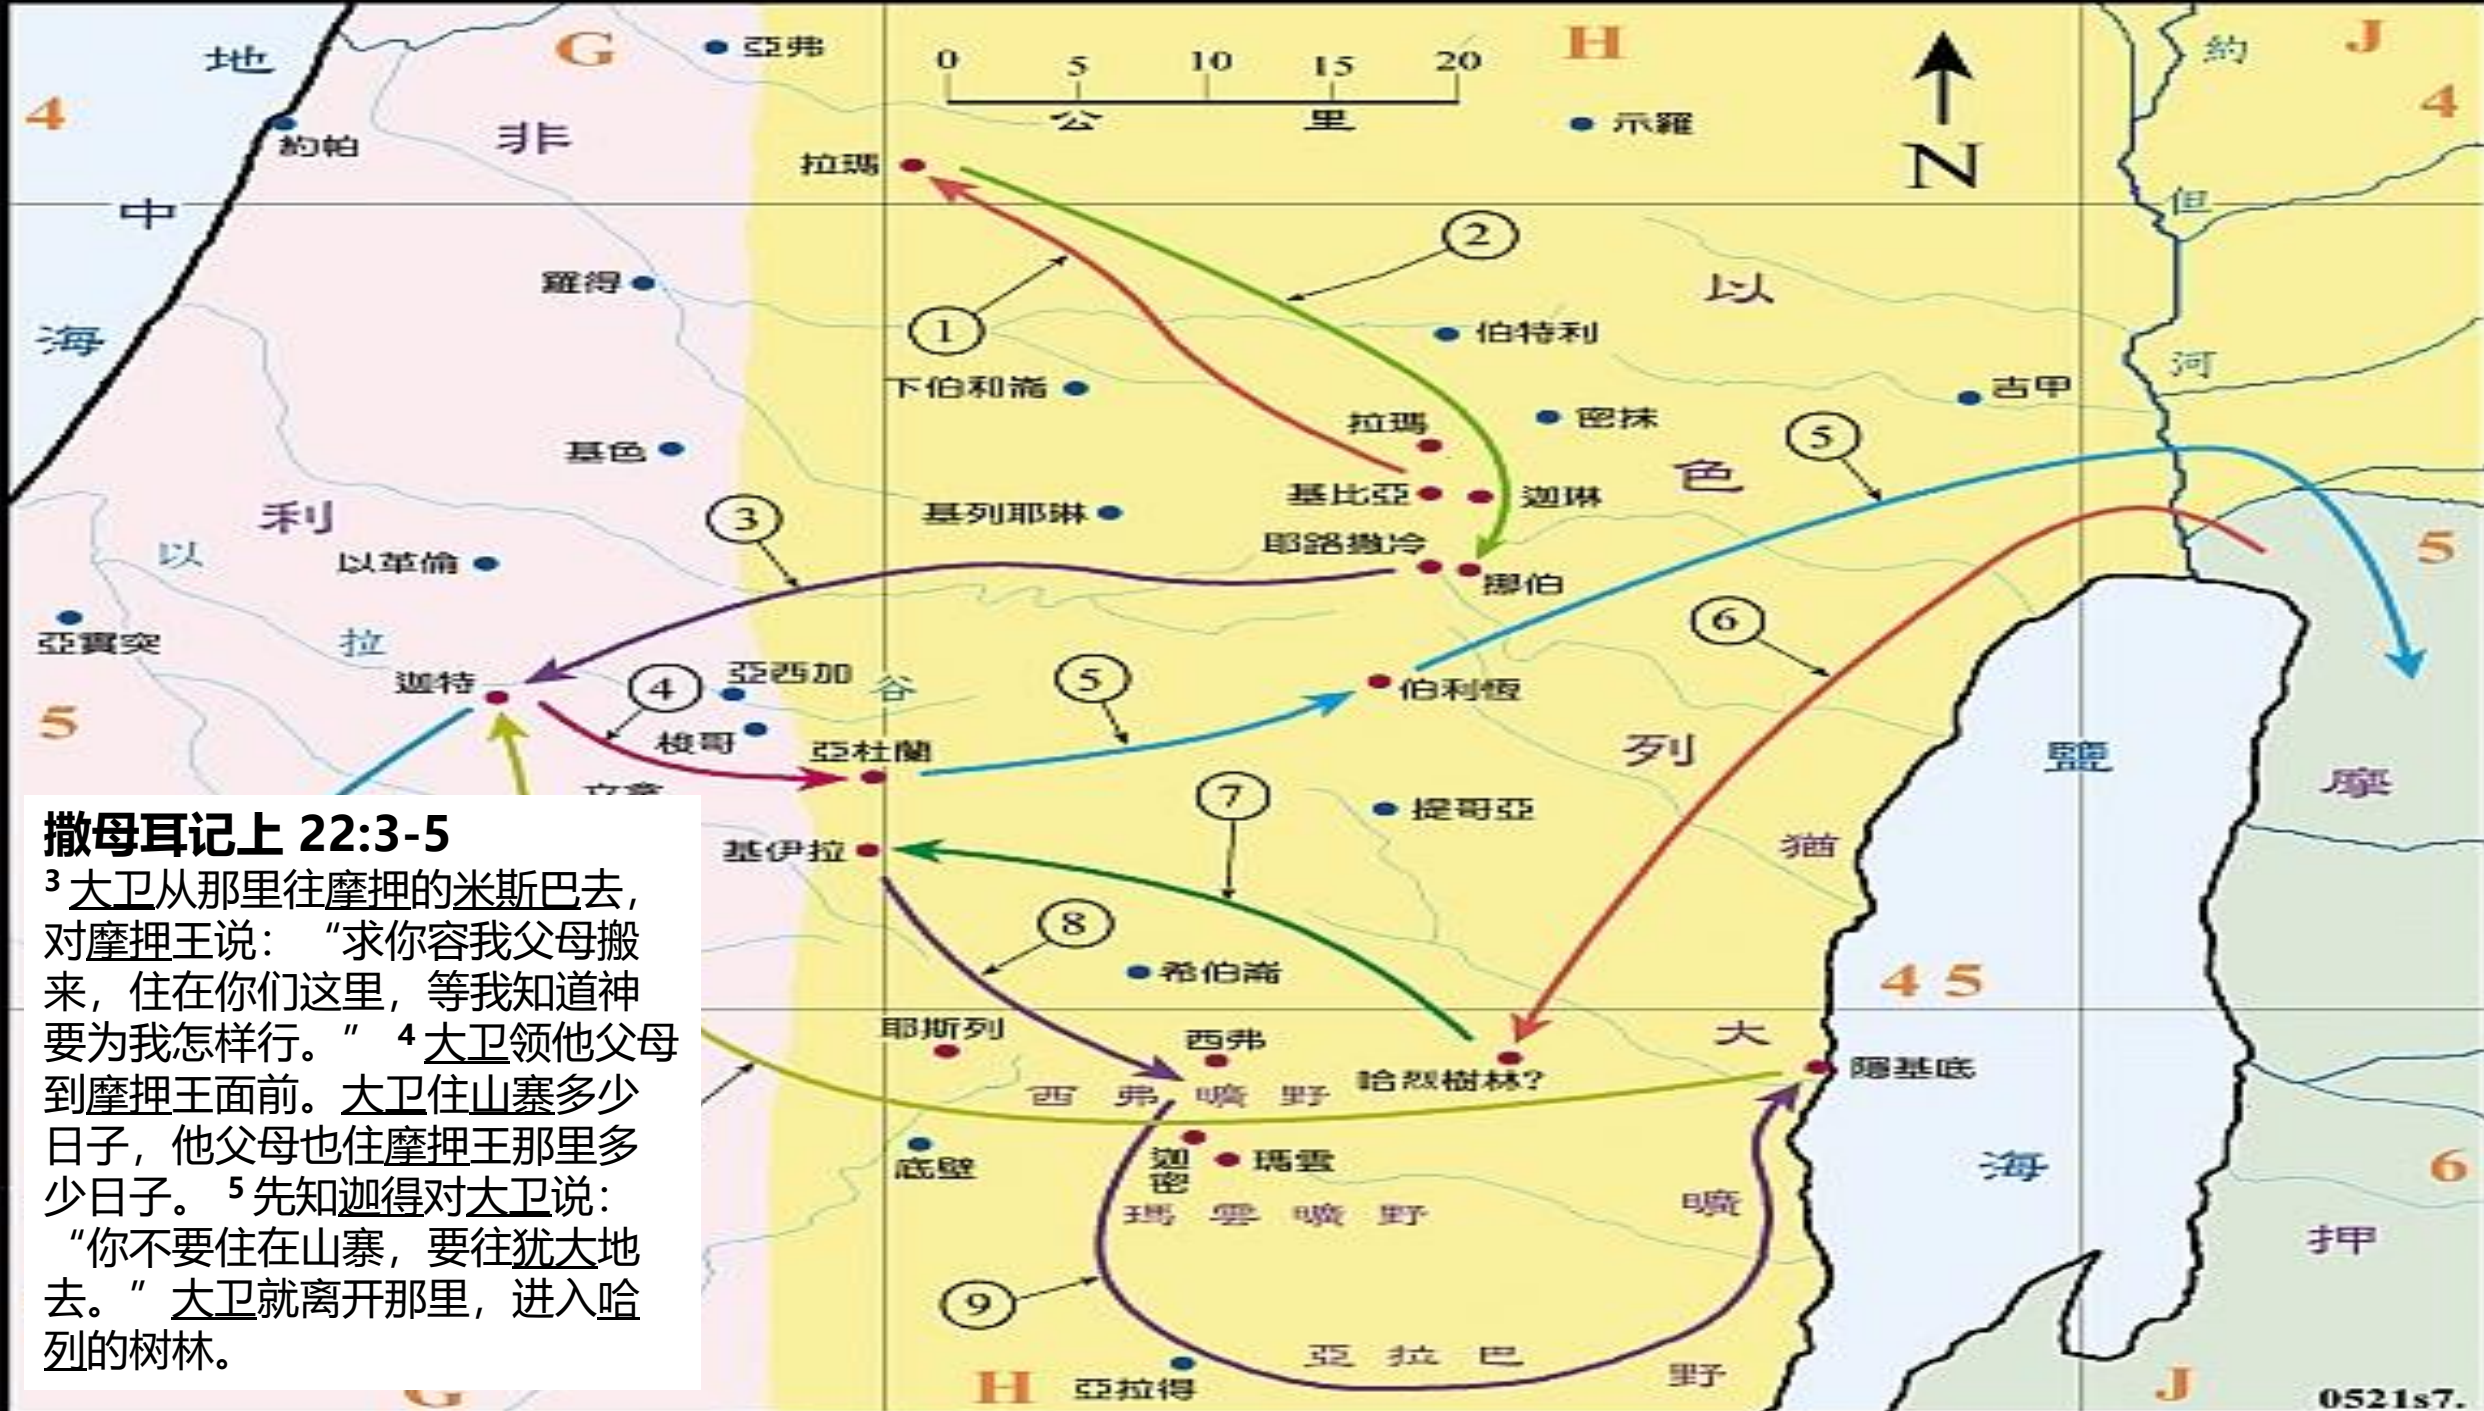 G
亞弗
0 5 10 15 20
公里
H
J
約
地
4
4
約帕
非
示羅
N
拉瑪
但
中
②
羅得
以
①
伯特利
海
河
下伯和崙
吉甲
拉瑪
密抹
⑤
基色
色
基比亞
迦琳
基列耶琳
③
利
耶路撒冷
5
以
以革倫
挪伯
亞實突
拉
⑥
迦特
④
亞西加
谷
⑤
伯利恆
5
梭哥
亞杜蘭
列
鹽
摩
⑦
提哥亞
基伊拉
猶
⑧
希伯崙
4 5
耶斯列
西弗
大
哈烈樹林?
隱基底
西弗曠野
底壁
迦密
瑪雲
海
6
瑪雲曠野
曠
押
⑨
亞拉巴
野
H
亞拉得
J
0521s7.
撒母耳记上 22:3-5
3 大卫从那里往摩押的米斯巴去，
对摩押王说：“求你容我父母搬
来，住在你们这里，等我知道神
要为我怎样行。” 4 大卫领他父母
到摩押王面前。大卫住山寨多少
日子，他父母也住摩押王那里多
少日子。 5 先知迦得对大卫说：
“你不要住在山寨，要往犹大地
去。”大卫就离开那里，进入哈
列的树林。